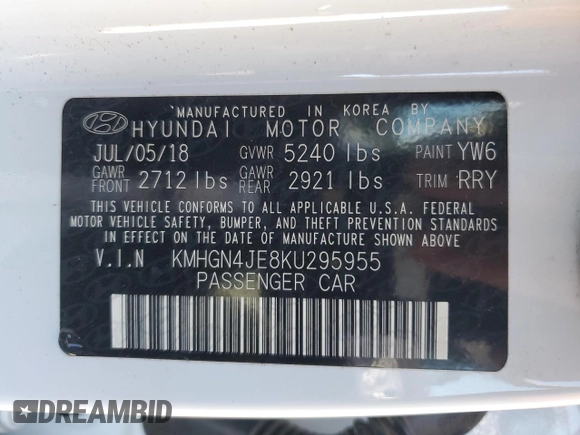 MANUFACTURED IN KOREA BY
HYUNDAI MOTOR COMPANY
JUL/05/18 GVWR 5240 lbs PAINT YW6
GAWR FRONT 2712 lbs GAWR REAR 2921 lbs TRIM RRY
THIS VEHICLE CONFORMS TO ALL APPLICABLE U.S.A. FEDERAL
MOTOR VEHICLE SAFETY, BUMPER, AND THEFT PREVENTION STANDARDS
IN EFFECT ON THE DATE OF MANUFACTURE SHOWN ABOVE.
V.I.N KMHGN4JE8KU295955
PASSENGER CAR
DREAMBID